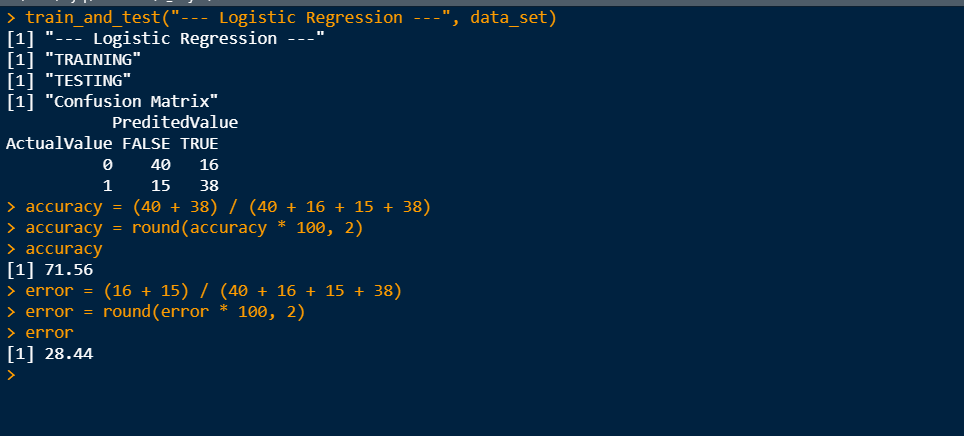 > train_and_test("--- Logistic Regression ---", data_set)
[1] "--- Logistic Regression ---"
[1] "TRAINING"
[1] "TESTING"
[1] "Confusion Matrix"
PreditedValue
ActualValue FALSE TRUE
0 40 16
1 15 38
> accuracy = (40 + 38) / (40 + 16 + 15 + 38)
> accuracy = round(accuracy * 100, 2)
> accuracy
[1] 71.56
> error = (16 + 15) / (40 + 16 + 15 + 38)
> error = round(error * 100, 2)
> error
[1] 28.44
>